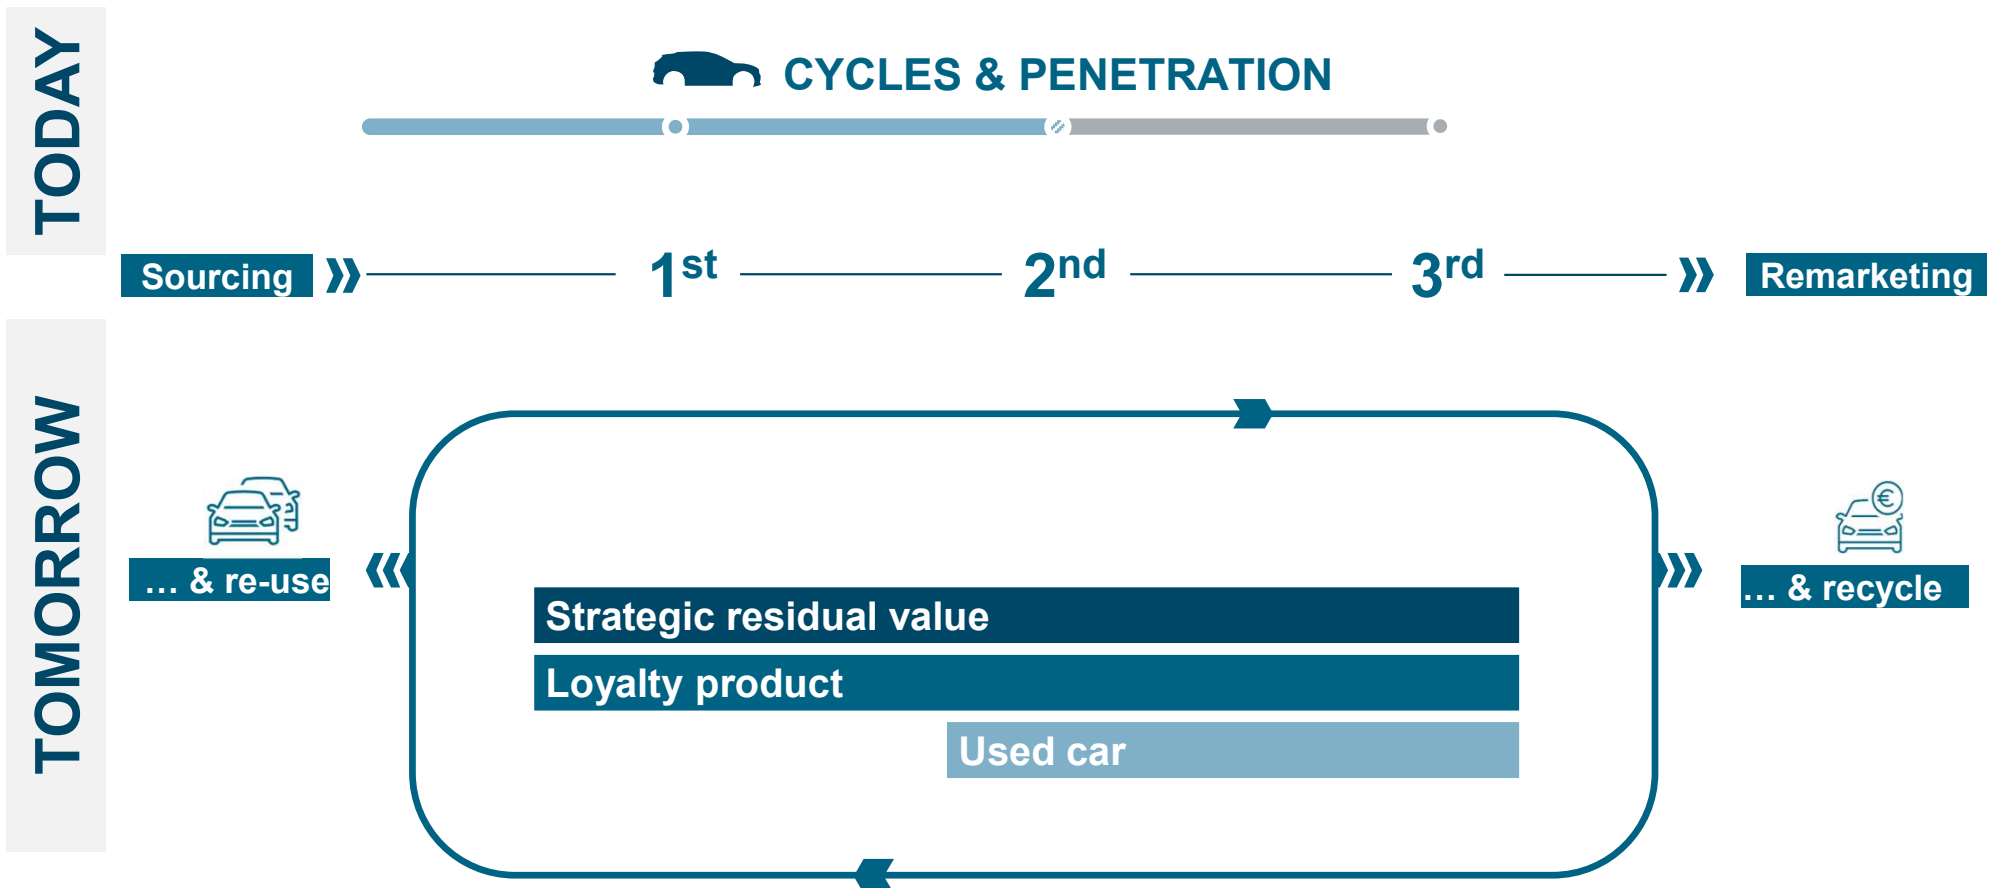 TODAY
CYCLES & PENETRATION
Sourcing
1st
2nd
3rd
Remarketing
TOMORROW
€
… & re-use
… & recycle
Strategic residual value
Loyalty product
Used car